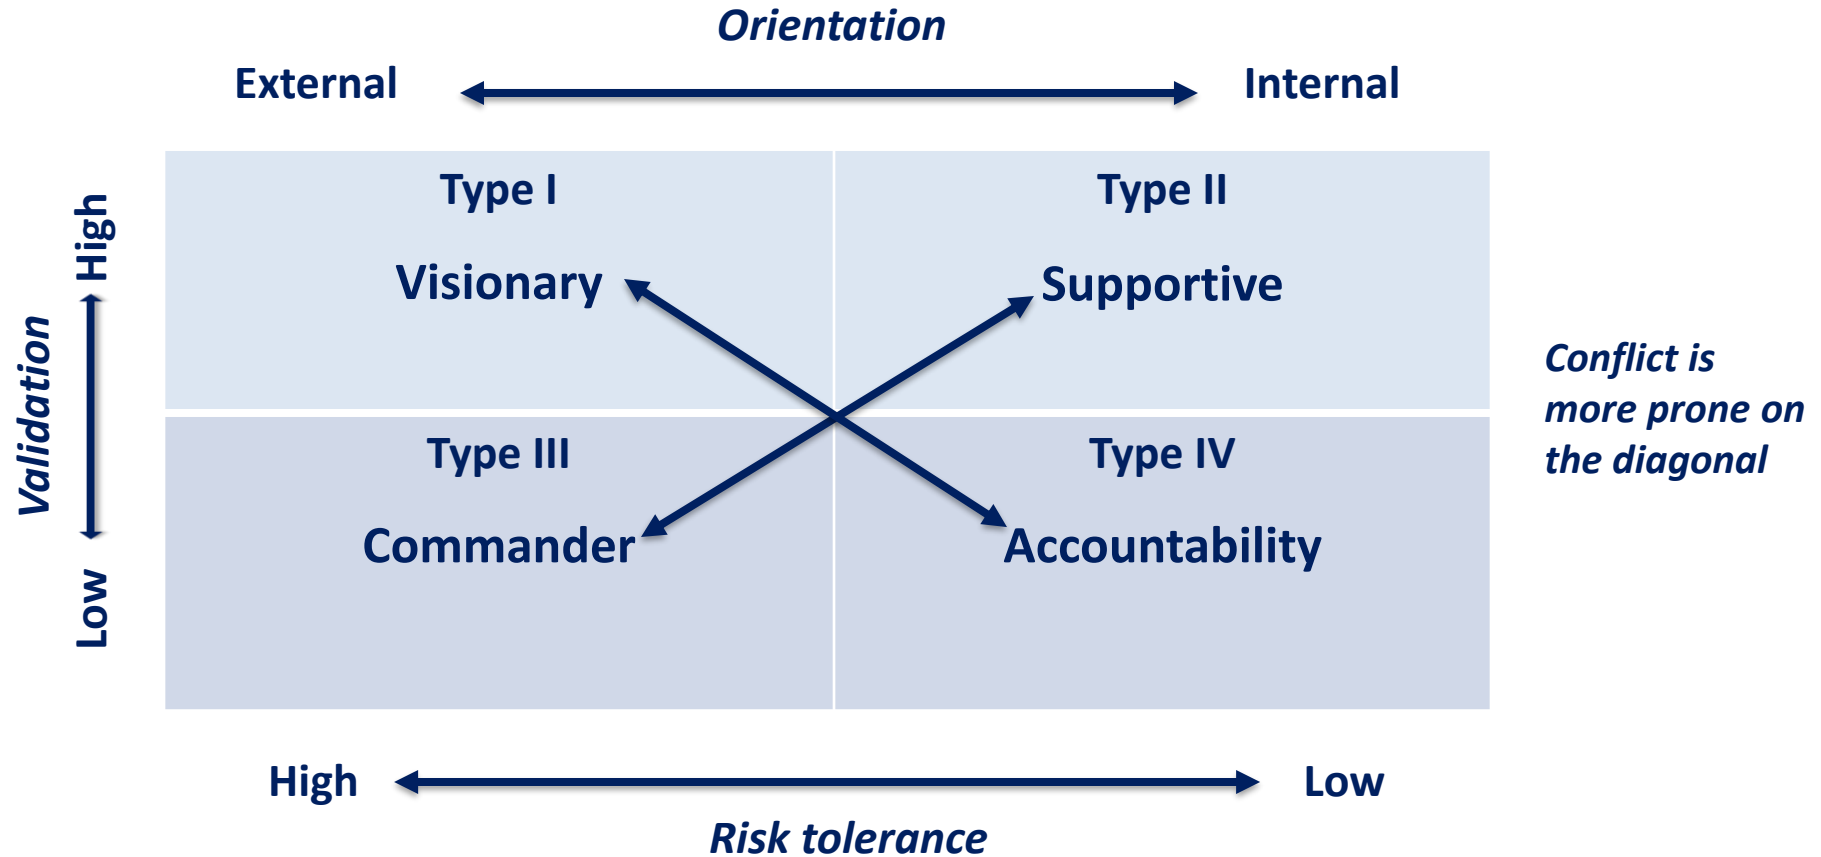 Orientation
External
Internal
Type I
Type II
Visionary
Supportive
High
Validation
Low
Conflict is
more prone on
the diagonal
Type III
Type IV
Commander
Accountability
High
Low
Risk tolerance